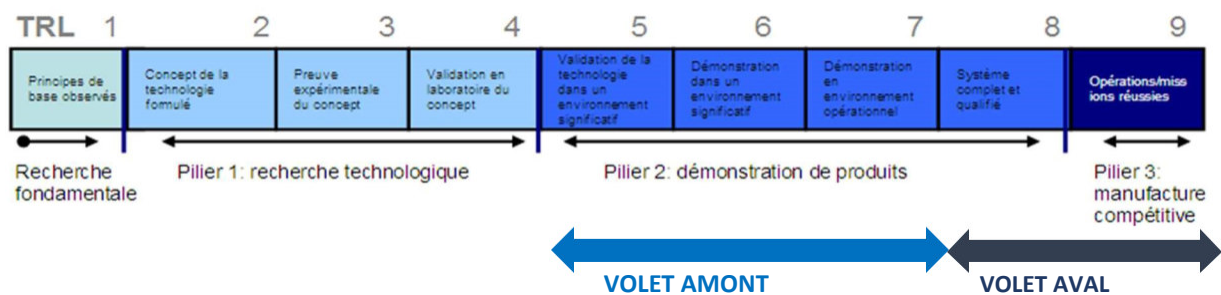 TRL 1 2 3 4 5 6 7 8 9
Principes de
base observés
Concept de la
technologie
formulé
Preuve
expérimentale
du concept
Validation en
laboratoire du
concept
Validation de la
technologie
dans un
environnement
significatif
Démonstration
dans un
environnement
significatif
Démonstration
en
environnement
opérationnel
Système
complet et
qualifié
Opérations/miss
ions réussies
Recherche
fondamentale
Pilier 1: recherche technologique
Pilier 2: démonstration de produits
Pilier 3:
manufacture
compétitive
VOLET AMONT
VOLET AVAL